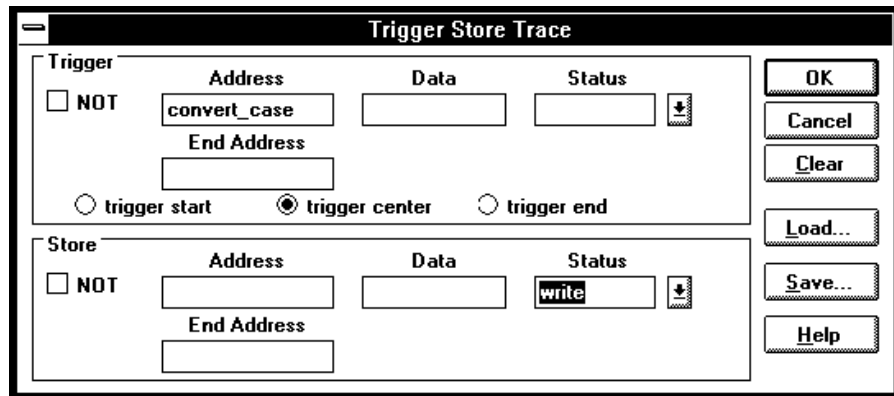 Trigger Store Trace
Trigger
Address Data Status
NOT convert_case
End Address
trigger start trigger center trigger end
Store
Address Data Status
NOT write
End Address
OK
Cancel
Clear
Load...
Save...
Help